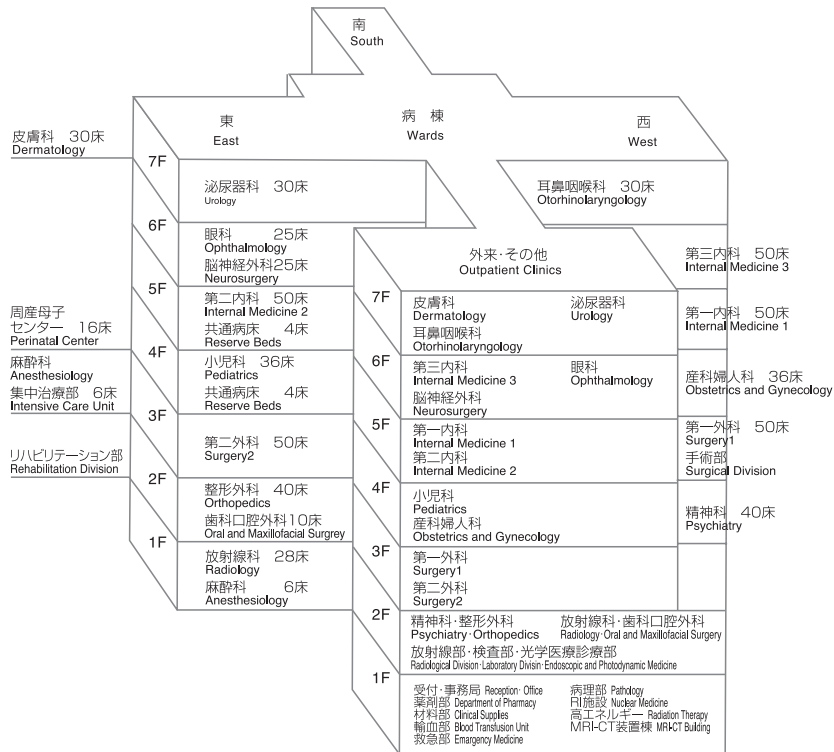 南
South
東
East
病棟
Wards
西
West
皮膚科 30床
Dermatology
7F
泌尿器科 30床
Urology
耳鼻咽喉科 30床
Otorhinolaryngology
6F
眼科 25床
Ophthalmology
脳神経外科25床
Neurosurgery
第三内科 50床
Internal Medicine 3
5F
第二内科 50床
Internal Medicine 2
共通病床 4床
Reserve Beds
第一内科 50床
Internal Medicine 1
周産母子
センター 16床
Perinatal Center
4F
小児科 36床
Pediatrics
共通病床 4床
Reserve Beds
産科婦人科 36床
Obstetrics and Gynecology
麻酔科
Anesthesiology
集中治療部 6床
Intensive Care Unit
3F
第二外科 50床
Surgery2
第一外科 50床
Surgery1
手術部
Surgical Division
リハビリテーション部
Rehabilitation Division
2F
整形外科 40床
Orthopedics
歯科口腔外科10床
Oral and Maxillofacial Surgrey
精神科 40床
Psychiatry
1F
放射線科 28床
Radiology
麻酔科 6床
Anesthesiology
外来・その他
Outpatient Clinics
7F
皮膚科 泌尿器科
Dermatology Urology
耳鼻咽喉科
Otorhinolaryngology
6F
第三内科 眼科
Internal Medicine 3 Ophthalmology
脳神経外科
Neurosurgery
5F
第一内科
Internal Medicine 1
第二内科
Internal Medicine 2
4F
小児科
Pediatrics
産科婦人科
Obstetrics and Gynecology
3F
第一外科
Surgery1
第二外科
Surgery2
2F
精神科・整形外科 放射線科・歯科口腔外科
Psychiatry・Orthopedics Radiology・Oral and Maxillofacial Surgery
放射線部・検査部・光学医療診療部
Radiological Division・Laboratory Divisin・Endoscopic and Photodynamic Medicine
1F
受付・事務局 Reception・Office 病理部 Pathology
薬剤部 Department of Pharmacy RI施設 Nuclear Medicine
材料部 Clinical Supplies 高エネルギー Radiation Therapy
輸血部 Blood Transfusion Unit MRI-CT装置棟 MRI・CT Building
救急部 Emargency Medicine